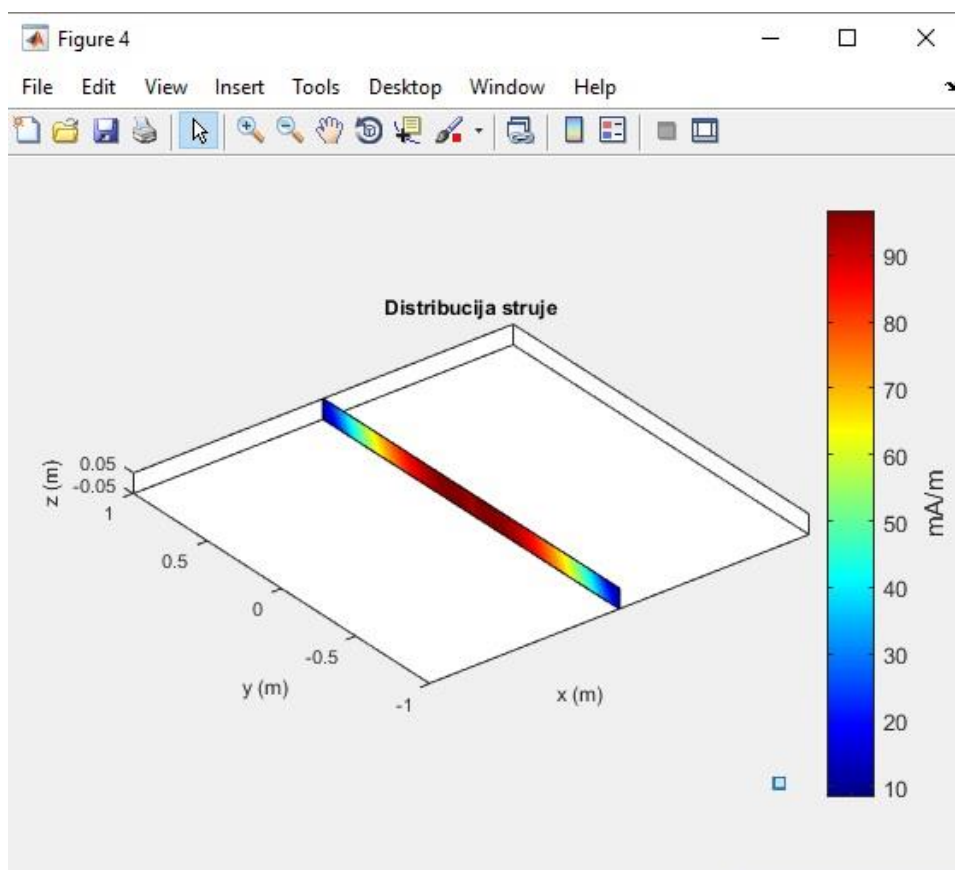 Figure 4
File Edit View Insert Tools Desktop Window Help
Distribucija struje
z (m)
0.05
-0.05
1
0.5
0
-0.5
-1
y (m)
x (m)
90
80
70
60
50
40
30
20
10
mA/m